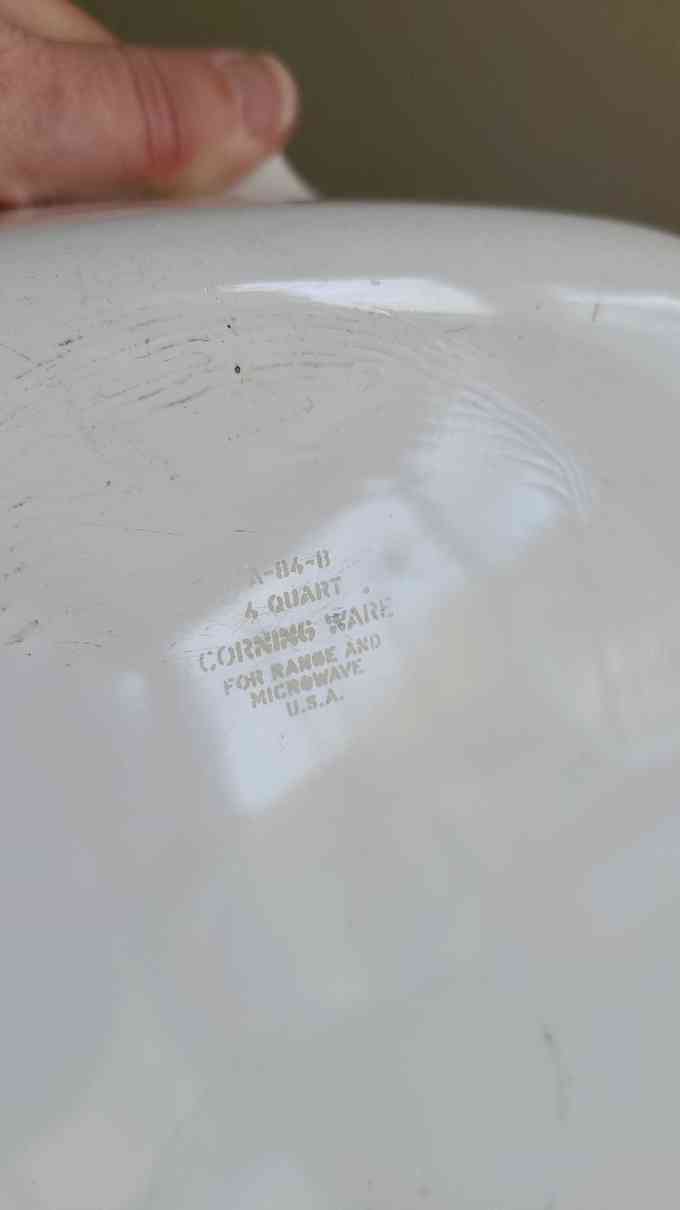 A-84-B
4 QUART
CORNING WARE
FOR RANGE AND
MICROWAVE
U.S.A.